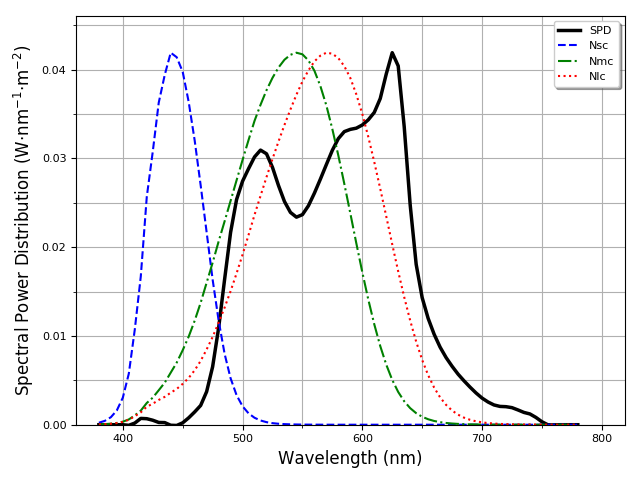 SPD
Nsc
Nmc
Nlc
0.04
0.03
0.02
0.01
0.00
Spectral Power Distribution (W·nm⁻¹·m⁻²)
400 500 600 700 800
Wavelength (nm)